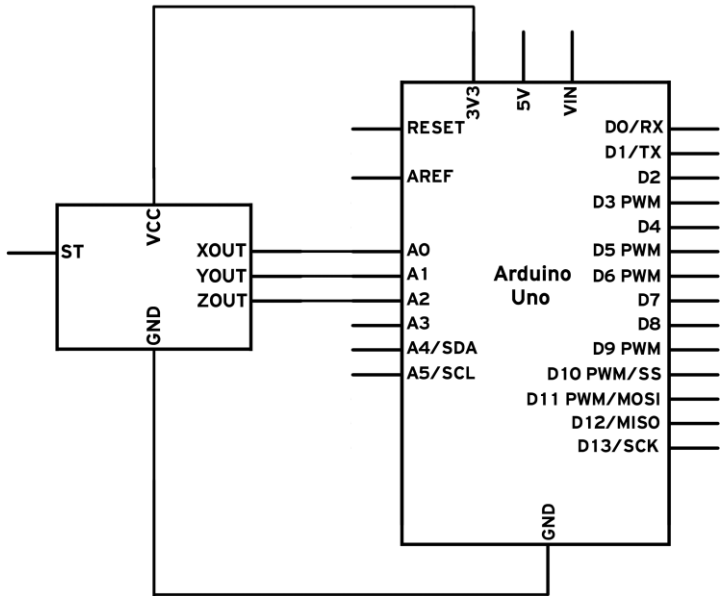 3V3
5V
VIN
RESET
D0/RX
D1/TX
AREF
D2
D3 PWM
VCC
D4
ST
XOUT
A0
D5 PWM
YOUT
A1
Arduino
Uno
D6 PWM
ZOUT
A2
D7
GND
A3
D8
A4/SDA
D9 PWM
A5/SCL
D10 PWM/SS
D11 PWM/MOSI
D12/MISO
D13/SCK
GND